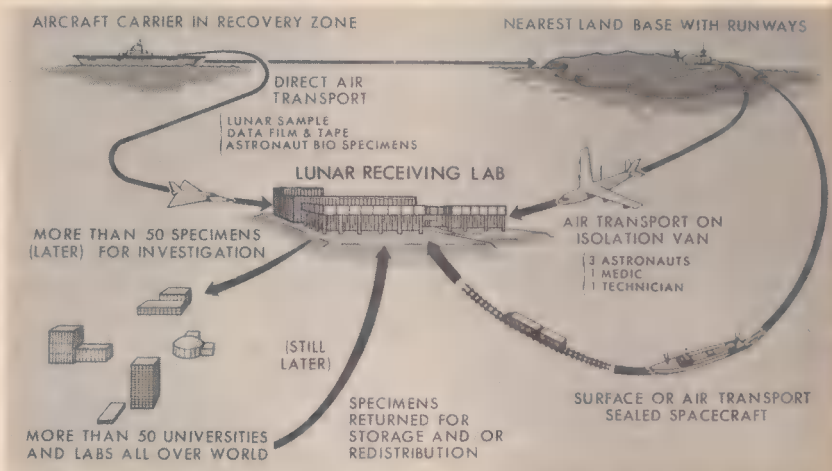 AIRCRAFT CARRIER IN RECOVERY ZONE
NEAREST LAND BASE WITH RUNWAYS
DIRECT AIR
TRANSPORT
LUNAR SAMPLE
DATA FILM & TAPE
ASTRONAUT BIO SPECIMENS
LUNAR RECEIVING LAB
MORE THAN 50 SPECIMENS
(LATER) FOR INVESTIGATION
AIR TRANSPORT ON
ISOLATION VAN
3 ASTRONAUTS
1 MEDIC
1 TECHNICIAN
(STILL
LATER)
SPECIMENS
RETURNED FOR
STORAGE AND OR
REDISTRIBUTION
SURFACE OR AIR TRANSPORT
SEALED SPACECRAFT
MORE THAN 50 UNIVERSITIES
AND LABS ALL OVER WORLD